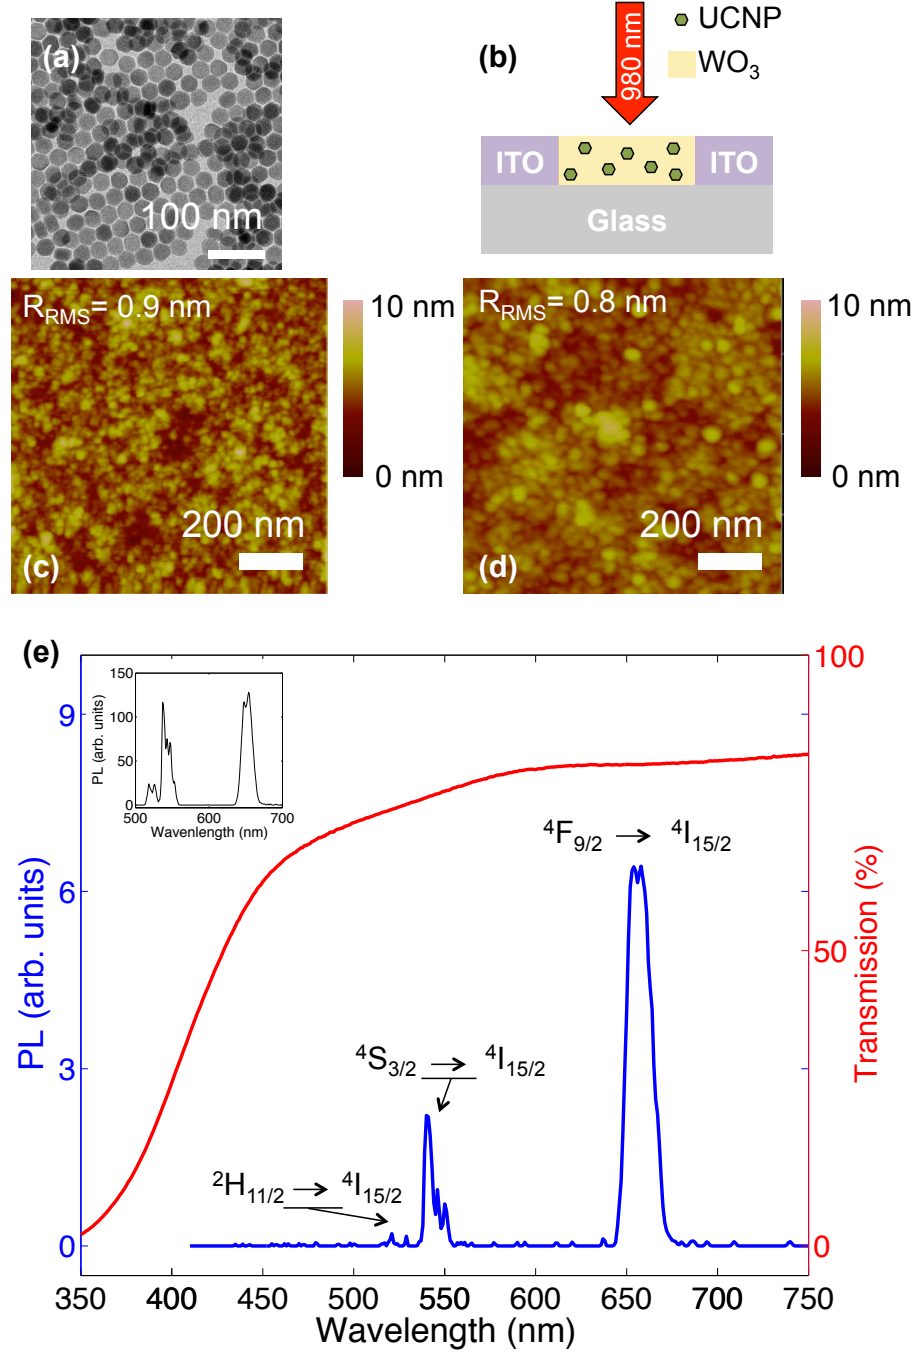 (a)
100 nm
(b)
980 nm
UCNP
WO₃
ITO
ITO
Glass
R_RMS= 0.9 nm
10 nm
0 nm
200 nm
(c)
R_RMS= 0.8 nm
10 nm
0 nm
200 nm
(d)
(e)
150
100
50
0
500
600
700
PL (arb. units)
Wavelength (nm)
⁴F₉/₂ → ⁴I₁₅/₂
⁴S₃/₂ → ⁴I₁₅/₂
²H₁₁/₂ → ⁴I₁₅/₂
9
6
3
0
PL (arb. units)
100
50
0
Transmission (%)
350 400 450 500 550 600 650 700 750
Wavelength (nm)